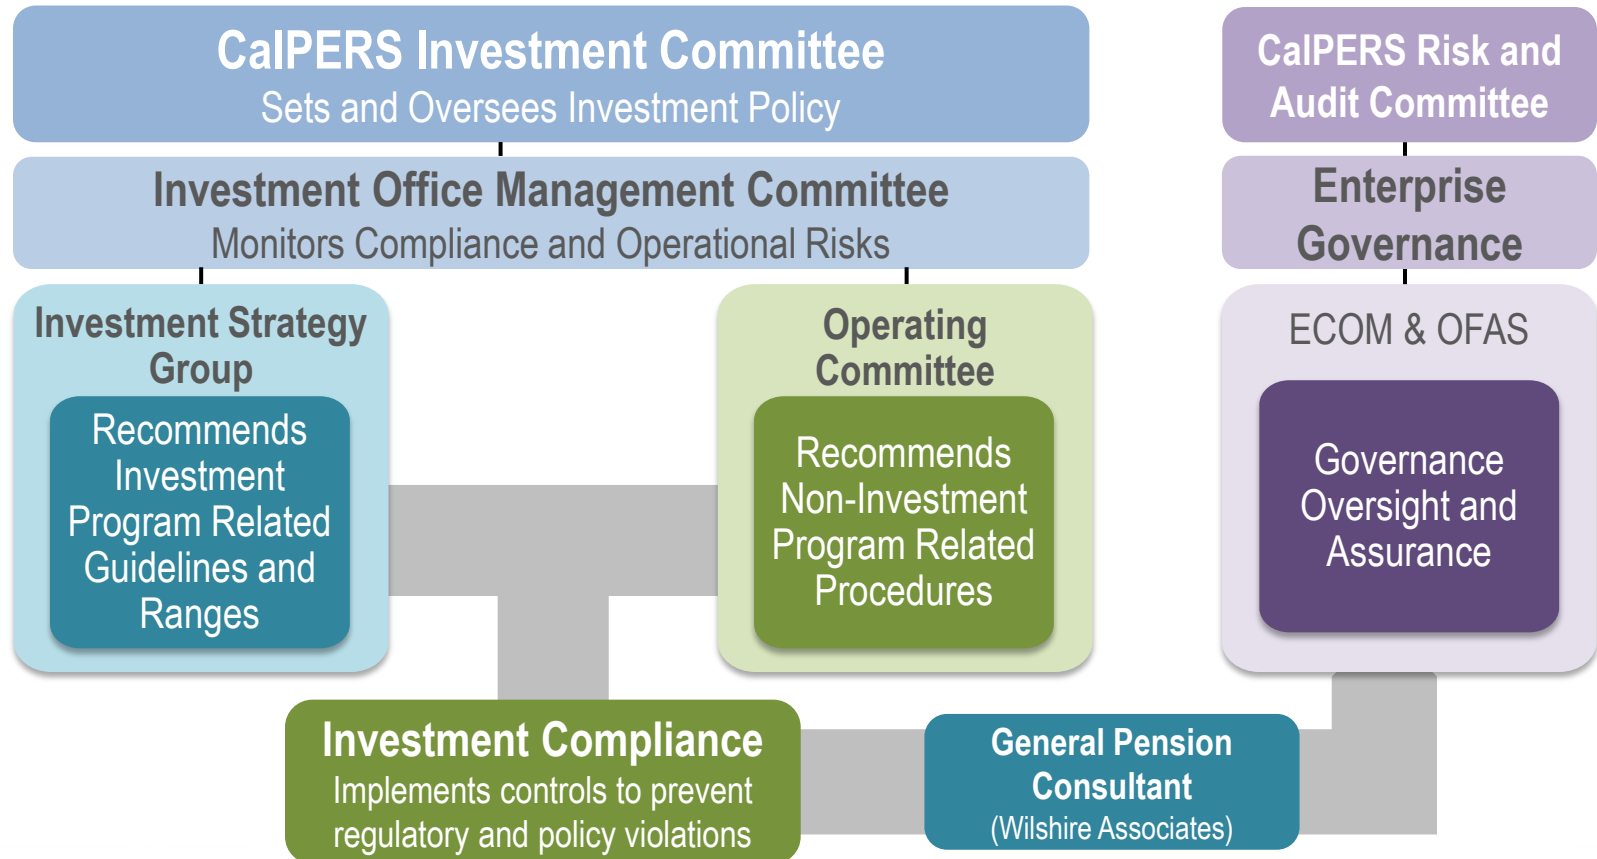 CalPERS Investment Committee
Sets and Oversees Investment Policy
CalPERS Risk and
Audit Committee
Investment Office Management Committee
Monitors Compliance and Operational Risks
Enterprise
Governance
Investment Strategy
Group
Recommends
Investment
Program Related
Guidelines and
Ranges
Operating
Committee
Recommends
Non-Investment
Program Related
Procedures
ECOM & OFAS
Governance
Oversight and
Assurance
Investment Compliance
Implements controls to prevent
regulatory and policy violations
General Pension
Consultant
(Wilshire Associates)